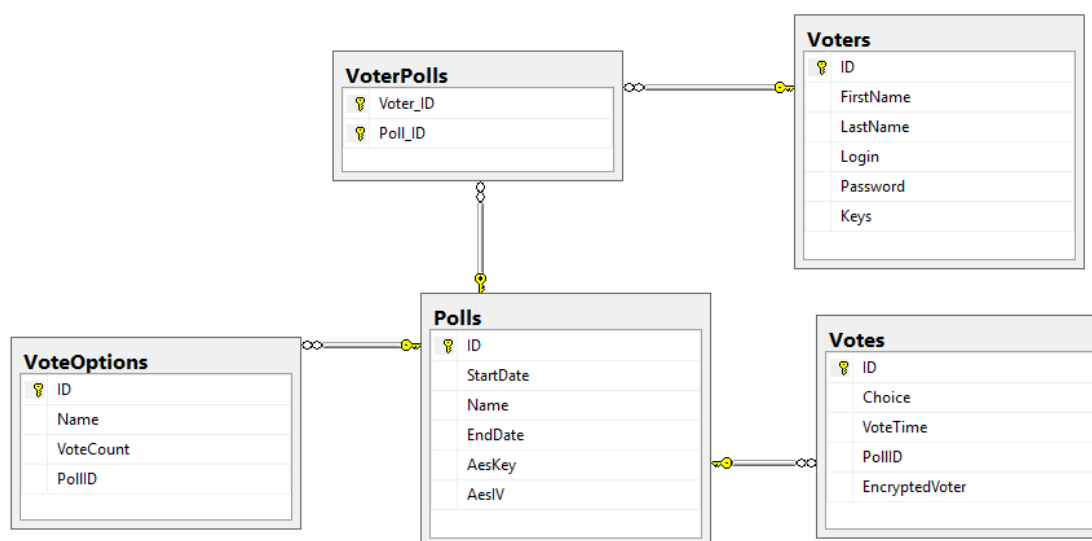 VoterPolls
Voter_ID
Poll_ID
Voters
ID
FirstName
LastName
Login
Password
Keys
VoteOptions
ID
Name
VoteCount
PollID
Polls
ID
StartDate
Name
EndDate
AesKey
AesIV
Votes
ID
Choice
VoteTime
PollID
EncryptedVoter